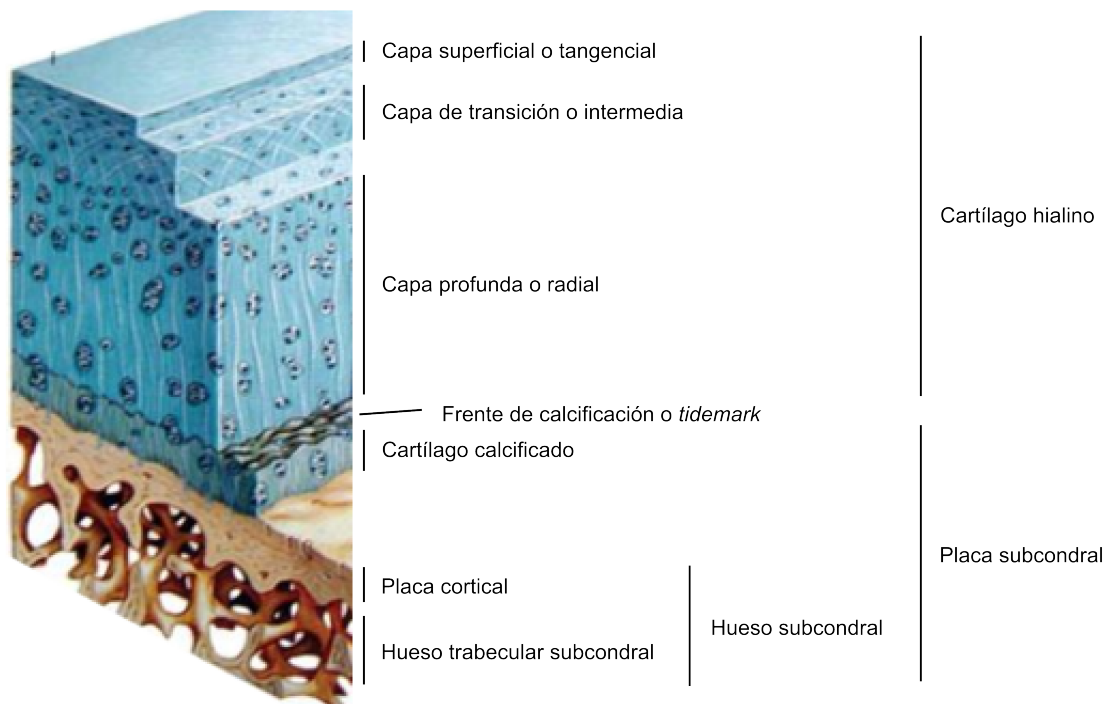 Capa superficial o tangencial
Capa de transición o intermedia
Cartílago hialino
Capa profunda o radial
Frente de calcificación o tidemark
Cartílago calcificado
Placa subcondral
Placa cortical
Hueso subcondral
Hueso trabecular subcondral